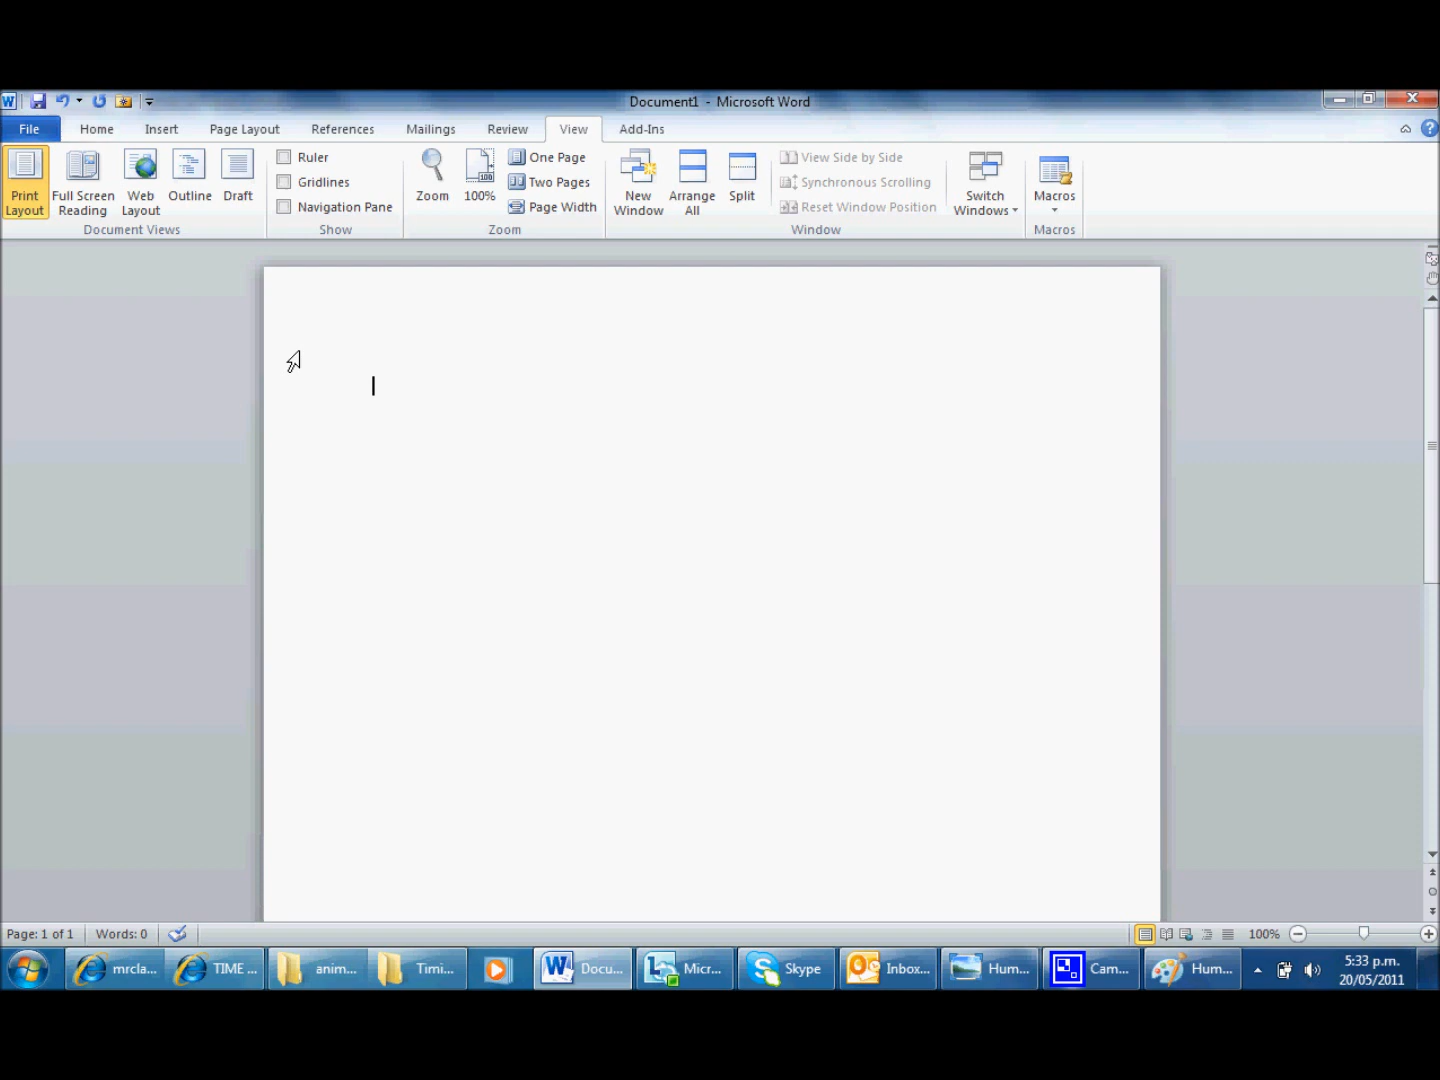 Document1 - Microsoft Word
File Home Insert Page Layout References Mailings Review View Add-Ins
Print Layout
Full Screen Reading
Web Layout
Outline
Draft
Document Views
Ruler
Gridlines
Navigation Pane
Show
Zoom
100%
One Page
Two Pages
Page Width
Zoom
New Window
Arrange All
Split
View Side by Side
Synchronous Scrolling
Reset Window Position
Switch Windows
Window
Macros
Macros
Page: 1 of 1 Words: 0 100%
mrcla... TIME ... anim... Timi... Docu... Micr... Skype Inbox... Hum... Cam... Hum... 5:33 p.m.
20/05/2011